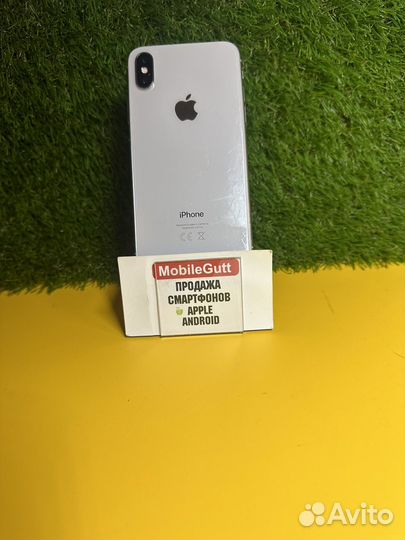 iPhone
MobileGutt
ПРОДАЖА
СМАРТФОНОВ
APPLE
ANDROID
Avito